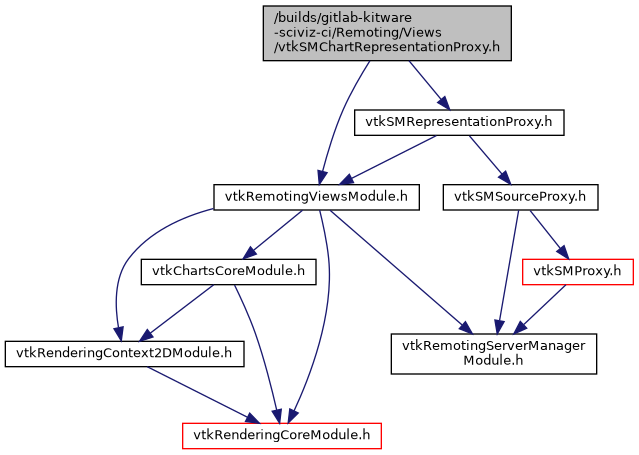 /builds/gitlab-kitware
-sciviz-ci/Remoting/Views
/vtkSMChartRepresentationProxy.h
vtkSMRepresentationProxy.h
vtkRemotingViewsModule.h
vtkSMSourceProxy.h
vtkChartsCoreModule.h
vtkSMProxy.h
vtkRenderingContext2DModule.h
vtkRemotingServerManager
Module.h
vtkRenderingCoreModule.h